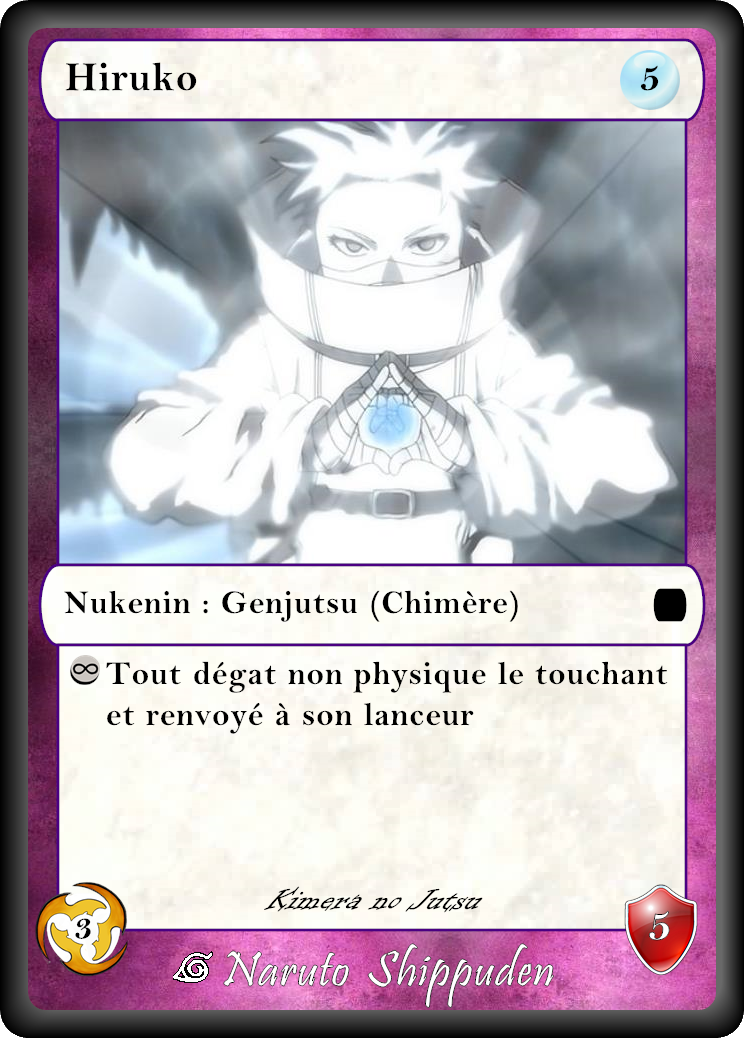 Hiruko 5
Nukenin : Genjutsu (Chimère)
∞ Tout dégat non physique le touchant
et renvoyé à son lanceur
Kimera no Jutsu
3 5
Naruto Shippuden